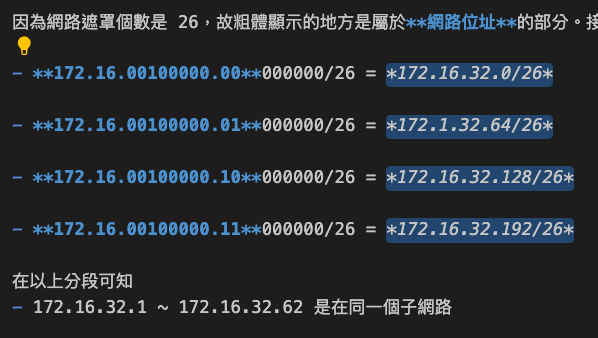 因為網路遮罩個數是 26，故粗體顯示的地方是屬於**網路位址**的部分。接
- **172.16.00100000.00**000000/26 = *172.16.32.0/26*
- **172.16.00100000.01**000000/26 = *172.1.32.64/26*
- **172.16.00100000.10**000000/26 = *172.16.32.128/26*
- **172.16.00100000.11**000000/26 = *172.16.32.192/26*
在以上分段可知
- 172.16.32.1 ~ 172.16.32.62 是在同一個子網路